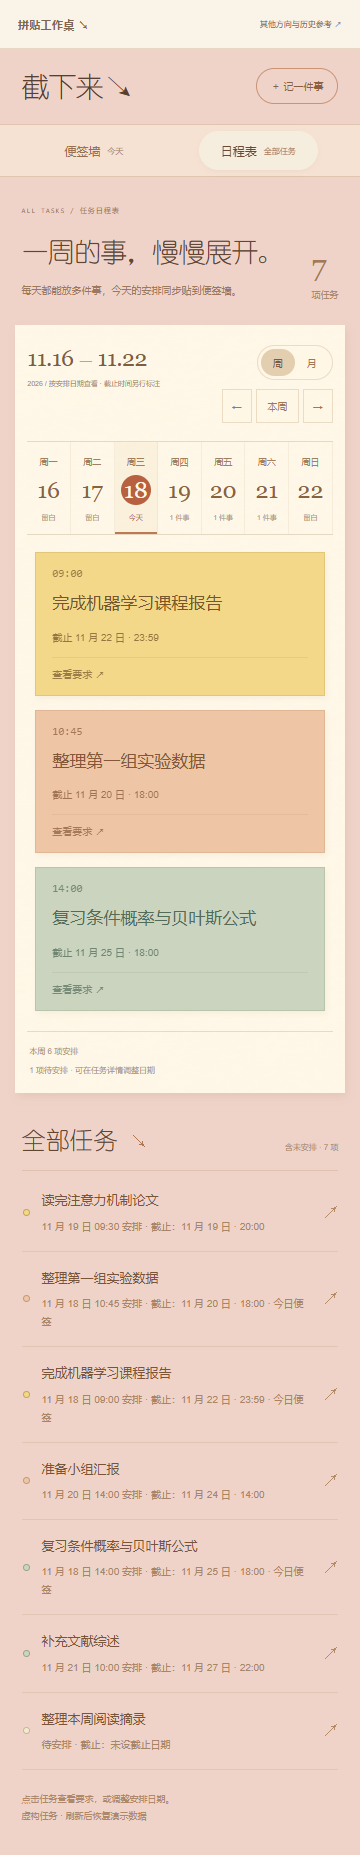 拼贴工作桌 ↘
其他方向与历史参考 ↗
截下来↘
+ 记一件事
便签墙 今天
日程表 全部任务
ALL TASKS / 任务日程表
一周的事，慢慢展开。
每天都能放多件事，今天的安排同步贴到便签墙。
7
项任务
11.16 — 11.22
2026 / 按安排日期查看 · 截止时间另行标注
周 月
← 本周 →
周一 周二 周三 周四 周五 周六 周日
16 17 18 19 20 21 22
留白 留白 今天 1 件事 1 件事 1 件事 留白
09:00
完成机器学习课程报告
截止 11 月 22 日 · 23:59
查看要求 ↗
10:45
整理第一组实验数据
截止 11 月 20 日 · 18:00
查看要求 ↗
14:00
复习条件概率与贝叶斯公式
截止 11 月 25 日 · 18:00
查看要求 ↗
本周 6 项安排
1 项待安排 · 可在任务详情调整日期
全部任务 ↘
含未安排 · 7 项
读完注意力机制论文
11 月 19 日 09:30 安排 · 截止：11 月 19 日 · 20:00
整理第一组实验数据
11 月 18 日 10:45 安排 · 截止：11 月 20 日 · 18:00 · 今日便
签
完成机器学习课程报告
11 月 18 日 09:00 安排 · 截止：11 月 22 日 · 23:59 · 今日便
签
准备小组汇报
11 月 20 日 14:00 安排 · 截止：11 月 24 日 · 14:00
复习条件概率与贝叶斯公式
11 月 18 日 14:00 安排 · 截止：11 月 25 日 · 18:00 · 今日便
签
补充文献综述
11 月 21 日 10:00 安排 · 截止：11 月 27 日 · 22:00
整理本周阅读摘录
待安排 · 截止：未设截止日期
点击任务查看要求，或调整安排日期。
虚构任务 · 刷新后恢复演示数据